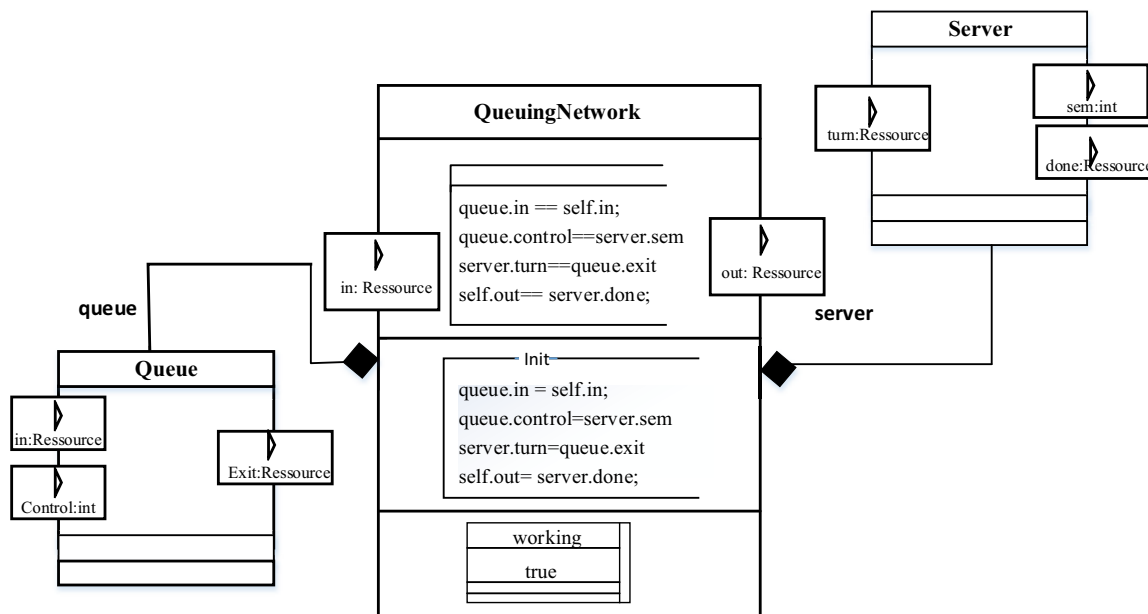 Server
sem:int
turn:Ressource
done:Ressource
QueuingNetwork
queue.in == self.in;
queue.control==server.sem
server.turn==queue.exit
self.out== server.done;
in: Ressource
out: Ressource
queue
server
Queue
in:Ressource
Exit:Ressource
Control:int
Init
queue.in = self.in;
queue.control=server.sem
server.turn=queue.exit
self.out= server.done;
working
true